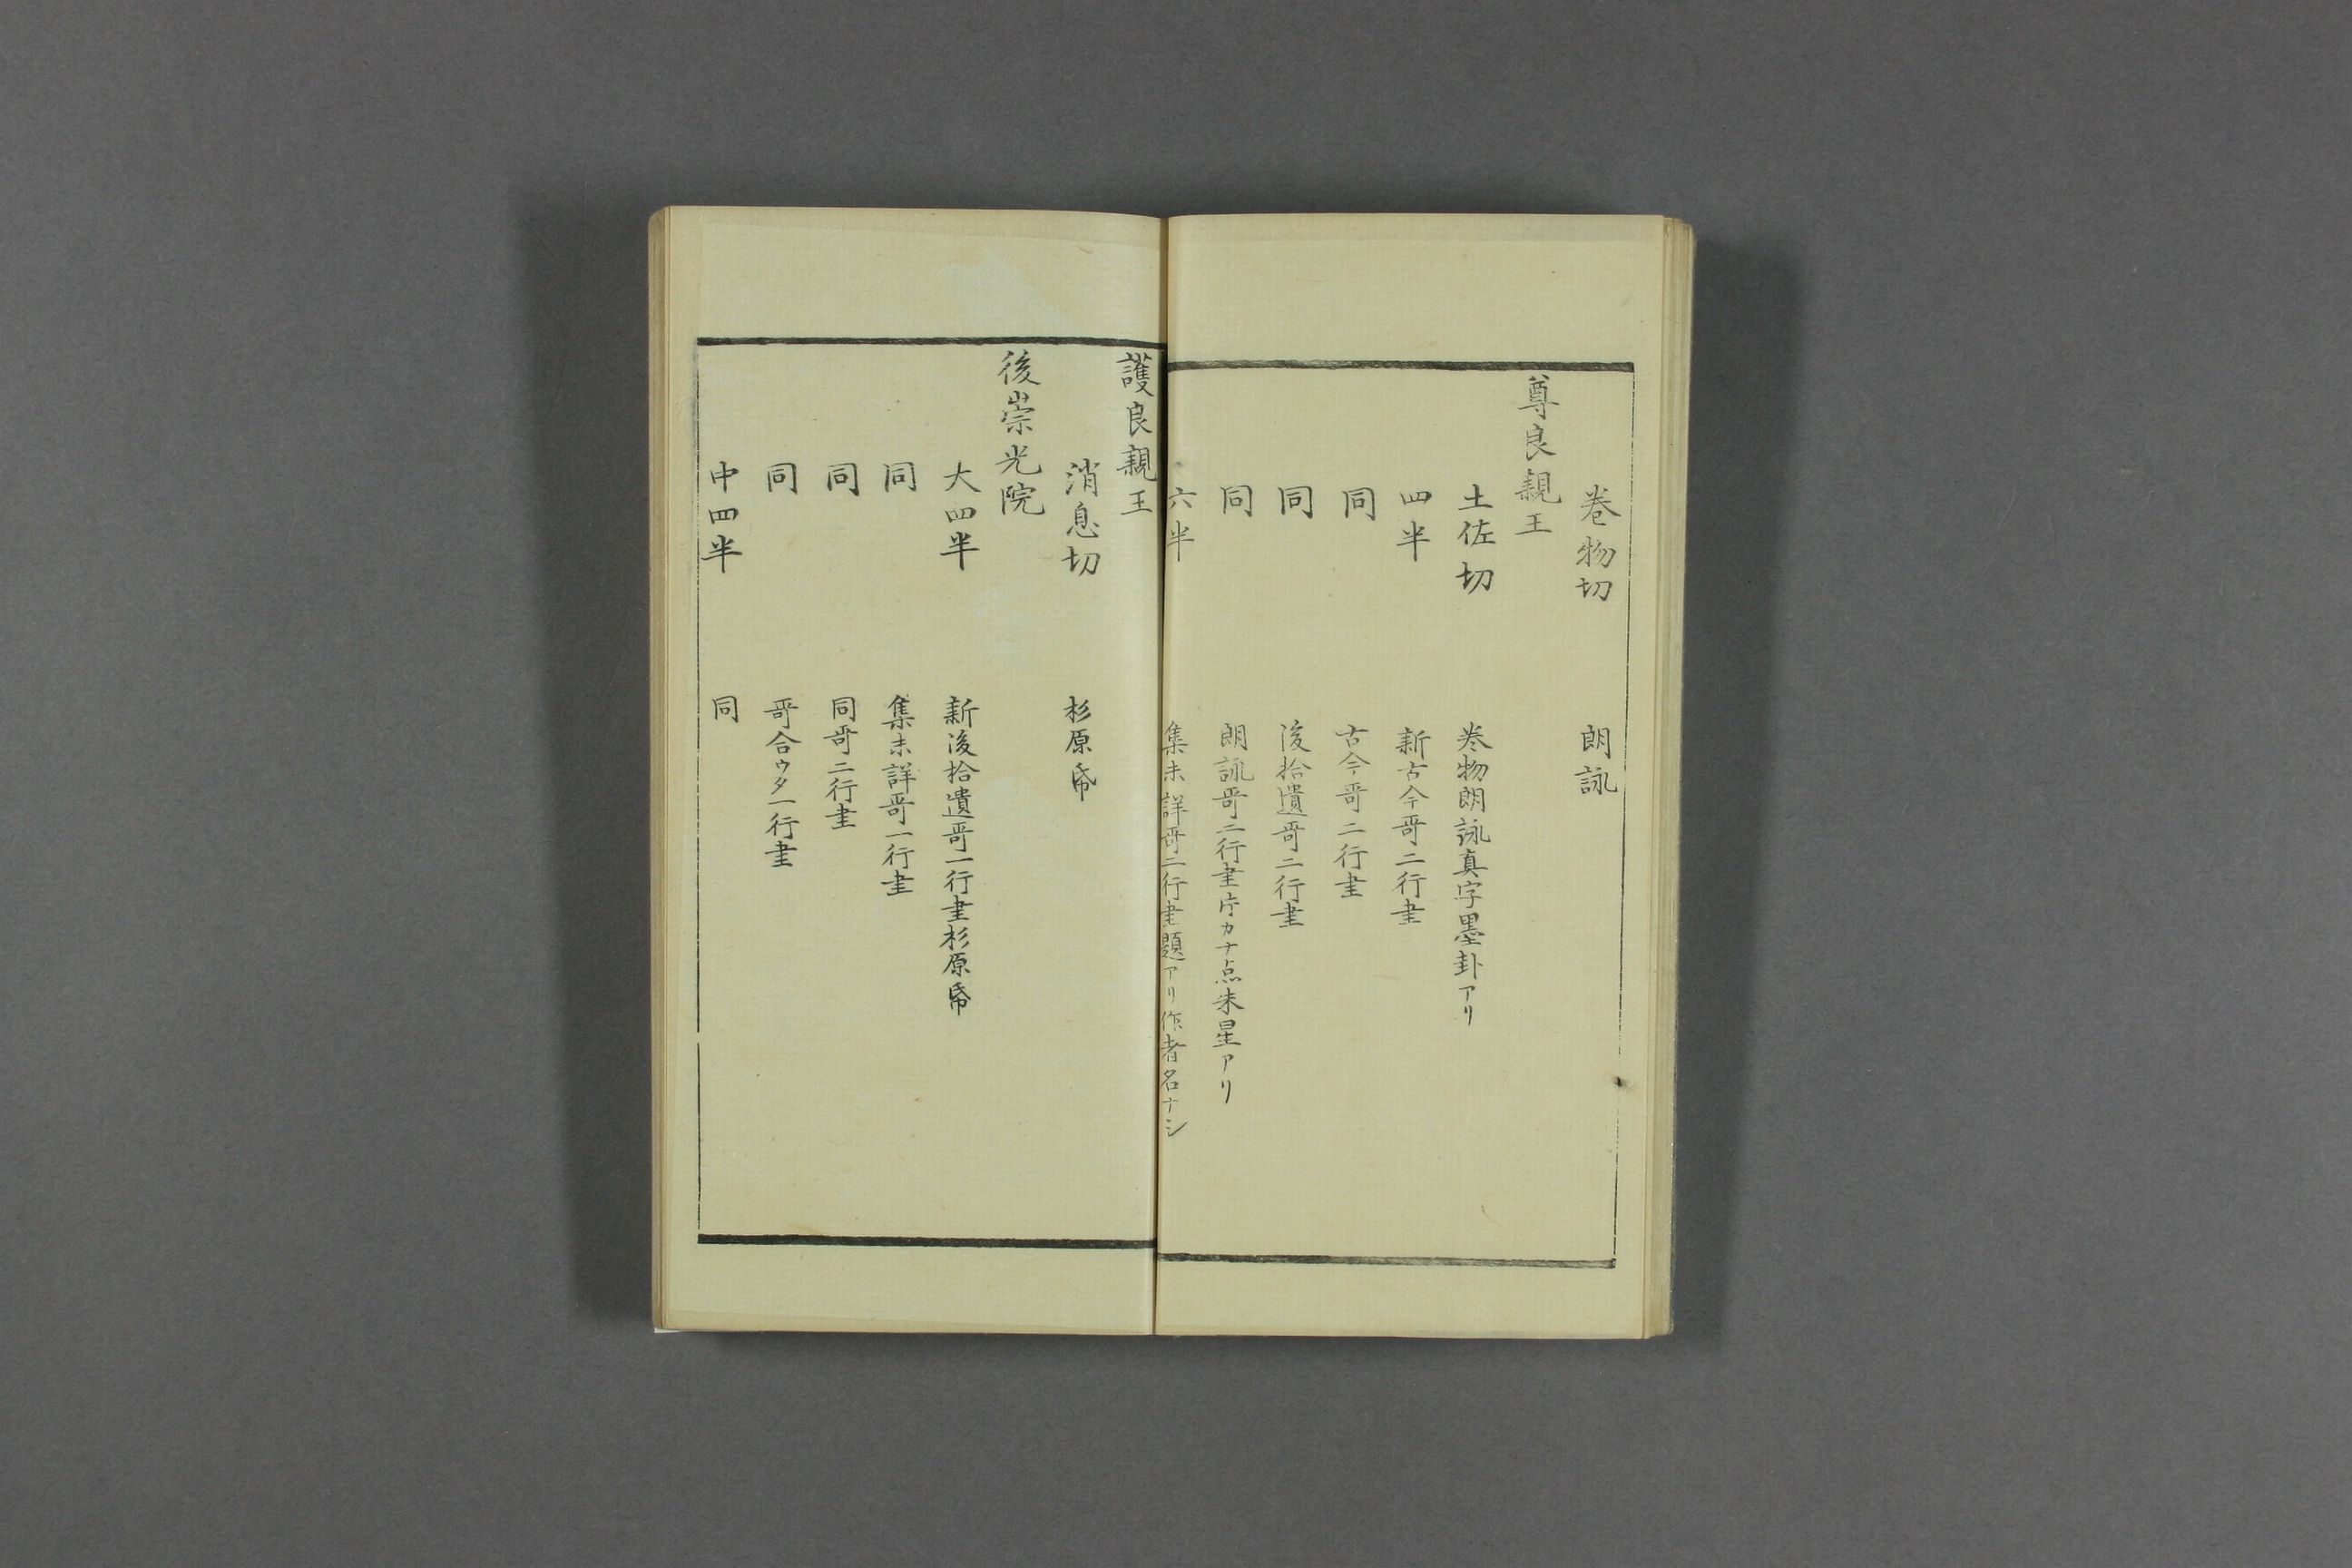 巻物切　朗詠
尊良親王
土佐切　巻物朗詠真字墨卦アリ
四半　新古今哥二行書
同　古今哥二行書
同　後拾遺哥二行書
同　朗詠哥二行書片カナ点朱星アリ
六半　集未詳哥二行書題アリ作者名ナシ
護良親王
消息切　杉原帋
後崇光院
大四半　新後拾遺哥一行書杉原帋
同　集未詳哥一行書
同　同哥二行書
同　哥合ウタ一行書
中四半　同